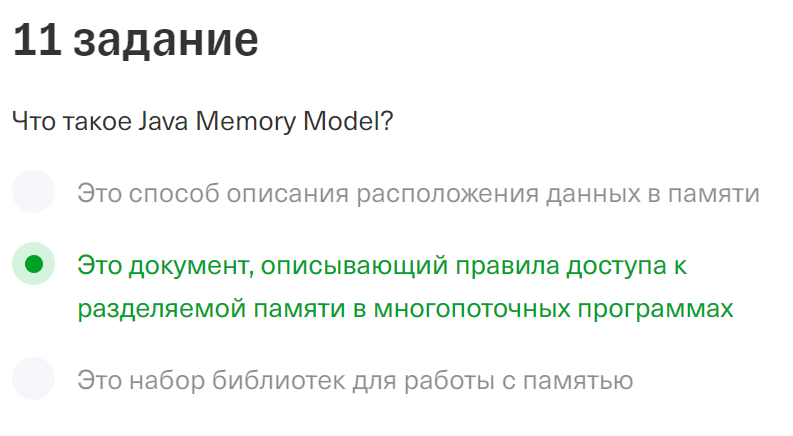 11 задание
Что такое Java Memory Model?
Это способ описания расположения данных в памяти
Это документ, описывающий правила доступа к
разделяемой памяти в многопоточных программах
Это набор библиотек для работы с памятью